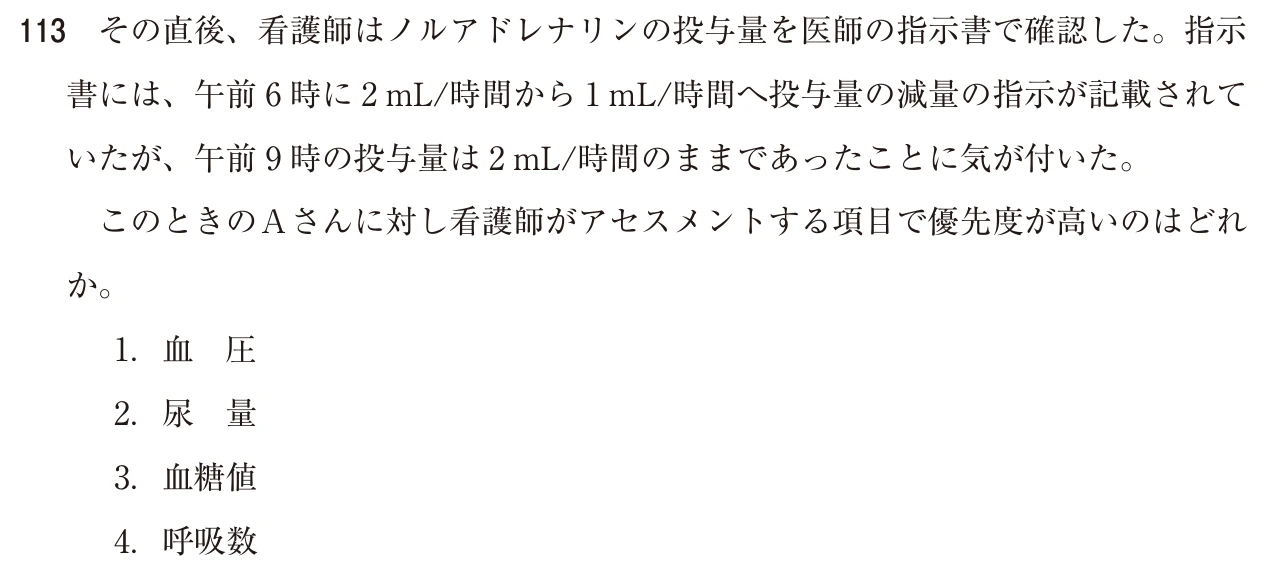 113 その直後、看護師はノルアドレナリンの投与量を医師の指示書で確認した。指示
書には、午前6時に2mL/時間から1mL/時間へ投与量の減量の指示が記載されて
いたが、午前9時の投与量は2mL/時間のままであったことに気が付いた。
このときのAさんに対し看護師がアセスメントする項目で優先度が高いのはどれ
か。
1. 血 圧
2. 尿 量
3. 血糖値
4. 呼吸数